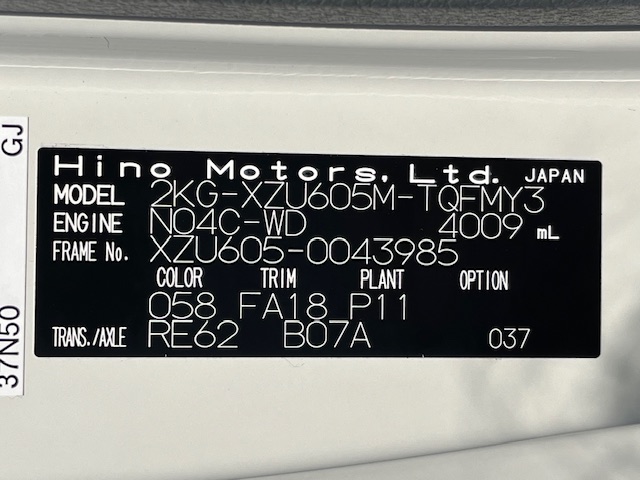 Hino Motors, Ltd. JAPAN
MODEL 2KG-XZU605M-TQFMY3
ENGINE N04C-WD 4009 mL
FRAME No. XZU605-0043985
COLOR TRIM PLANT OPTION
058 FA18 P11
TRANS./AXLE RE62 B07A 037
37N50 GJ